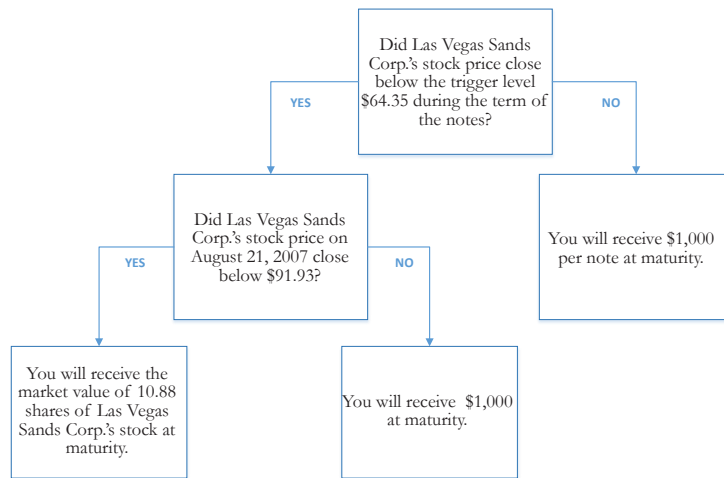 Did Las Vegas Sands
Corp.'s stock price close
below the trigger level
$64.35 during the term of
the notes?
YES
NO
Did Las Vegas Sands
Corp.'s stock price on
August 21, 2007 close
below $91.93?
You will receive $1,000
per note at maturity.
YES
NO
You will receive the
market value of 10.88
shares of Las Vegas
Sands Corp.'s stock at
maturity.
You will receive $1,000
at maturity.